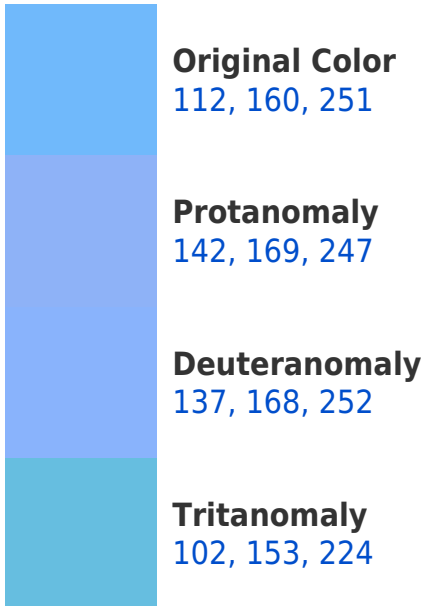 Original Color
112, 160, 251
Protanomaly
142, 169, 247
Deuteranomaly
137, 168, 252
Tritanomaly
102, 153, 224